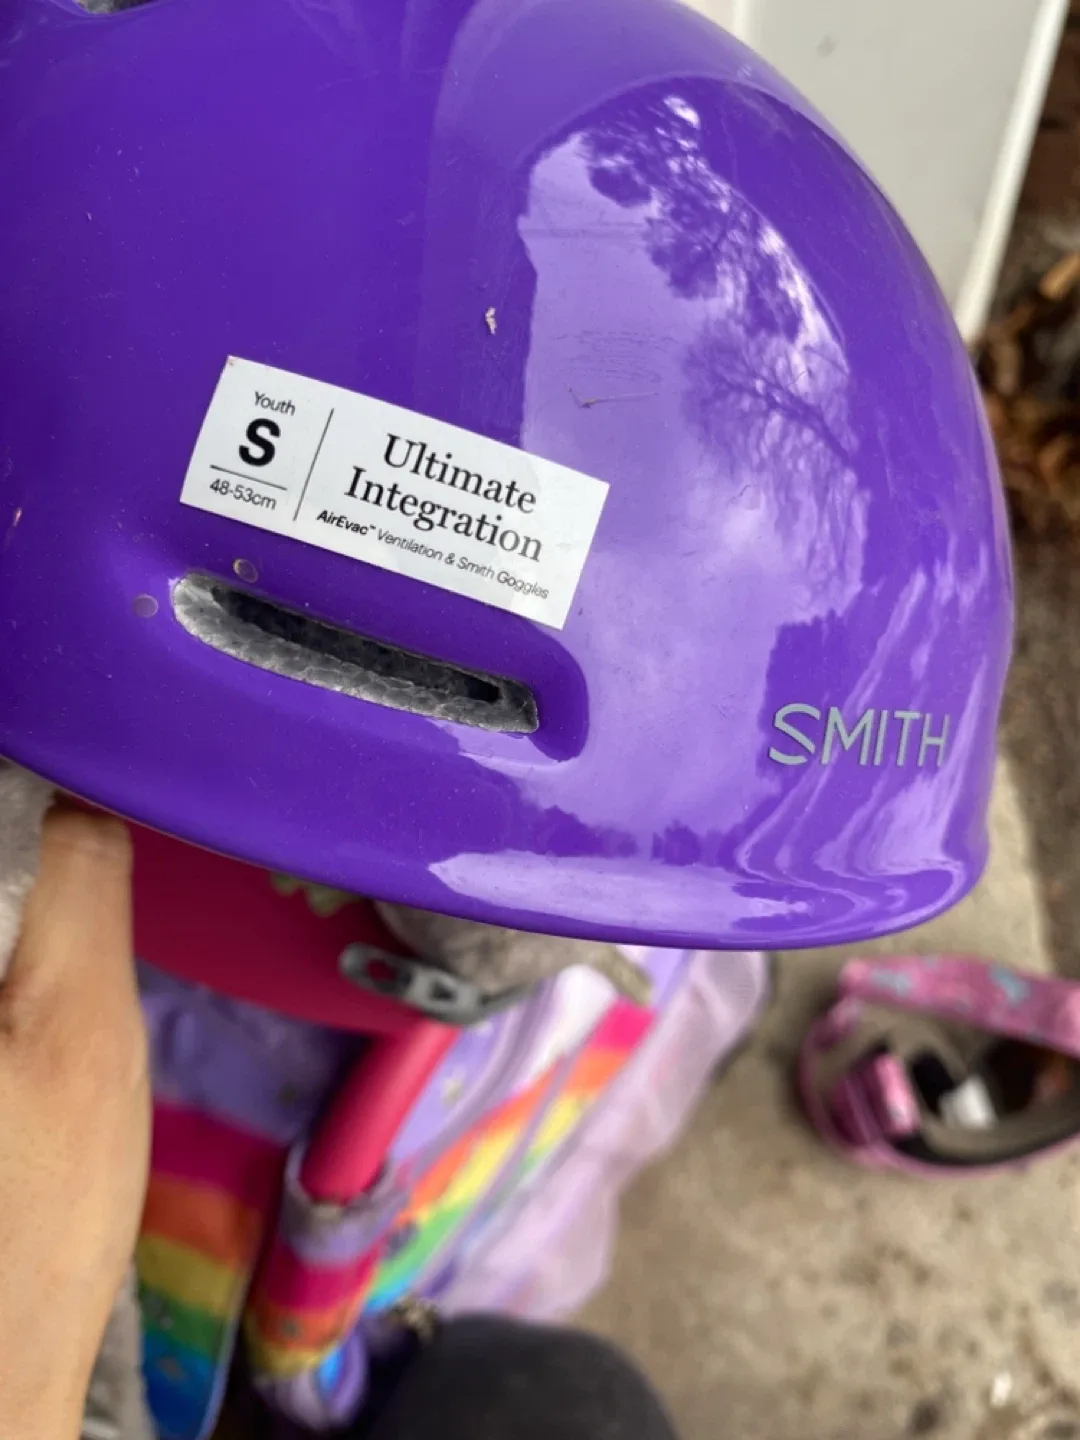 Youth
S
48-53cm
Ultimate
Integration
AirEvac™ Ventilation & Smith Goggles
SMITH